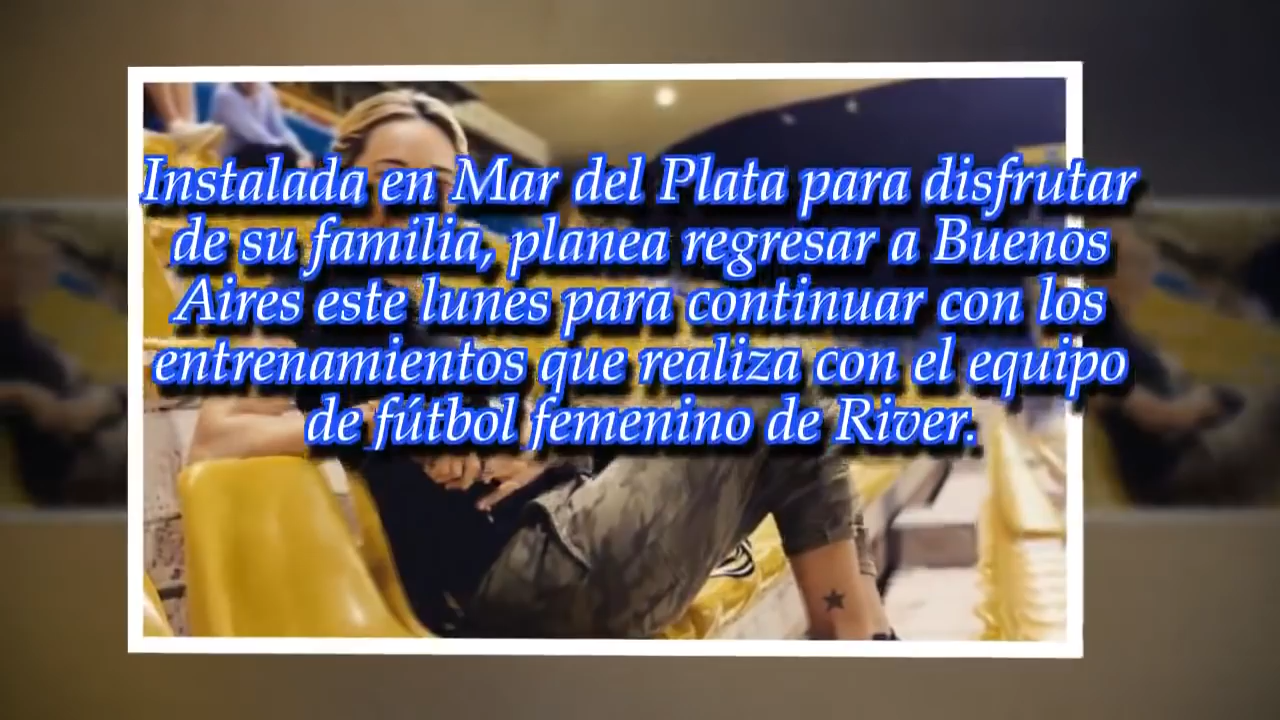 Instalada en Mar del Plata para disfrutar
de su familia, planea regresar a Buenos
Aires este lunes para continuar con los
entrenamientos que realiza con el equipo
de fútbol femenino de River.